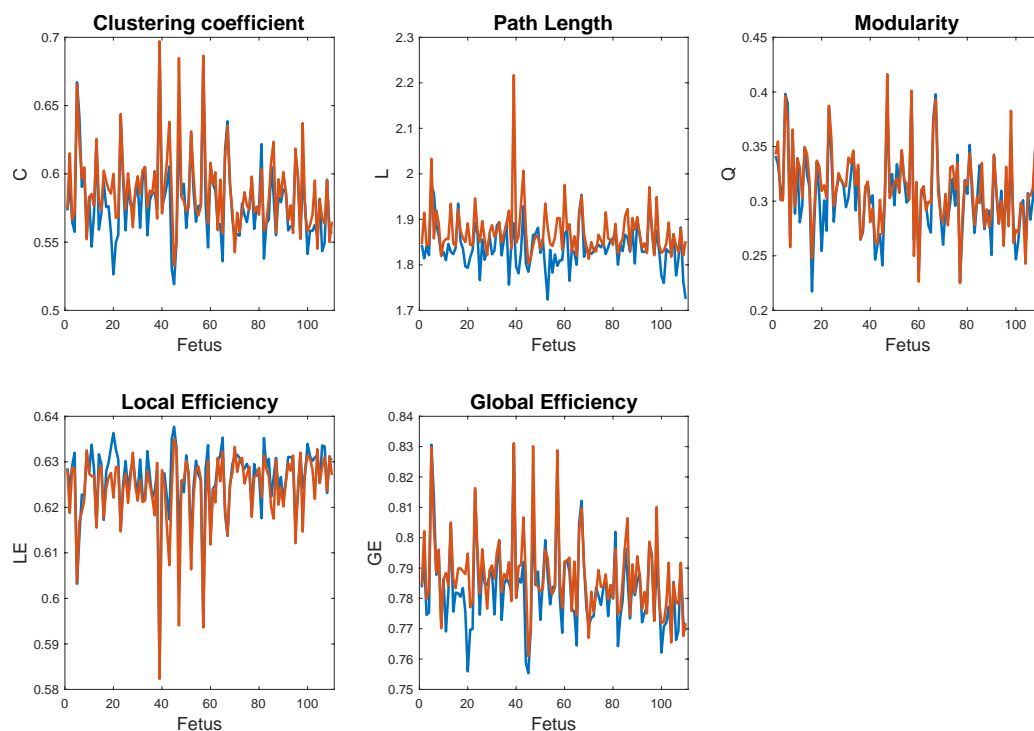 Clustering coefficient
0.7
0.65
0.6
0.55
0.5
C
0 20 40 60 80 100
Fetus
Path Length
2.3
2.2
2.1
2
1.9
1.8
1.7
L
0 20 40 60 80 100
Fetus
Modularity
0.45
0.4
0.35
0.3
0.25
0.2
Q
0 20 40 60 80 100
Fetus
Local Efficiency
0.64
0.63
0.62
0.61
0.6
0.59
0.58
LE
0 20 40 60 80 100
Fetus
Global Efficiency
0.84
0.83
0.82
0.81
0.8
0.79
0.78
0.77
0.76
0.75
GE
0 20 40 60 80 100
Fetus